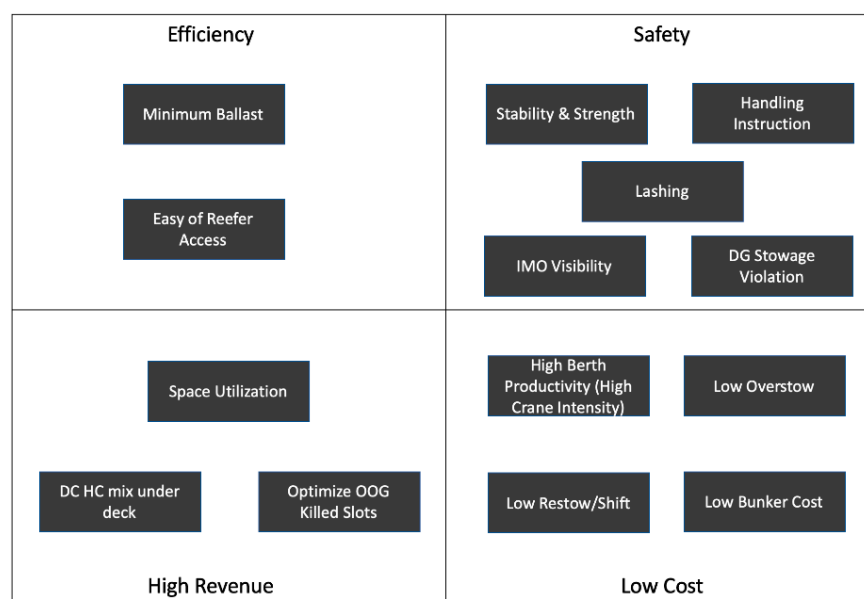 Efficiency
Minimum Ballast
Easy of Reefer
Access
Safety
Stability & Strength
Handling
Instruction
Lashing
IMO Visibility
DG Stowage
Violation
Space Utilization
DC HC mix under
deck
Optimize OOG
Killed Slots
High Revenue
High Berth
Productivity (High
Crane Intensity)
Low Overstow
Low Restow/Shift
Low Bunker Cost
Low Cost